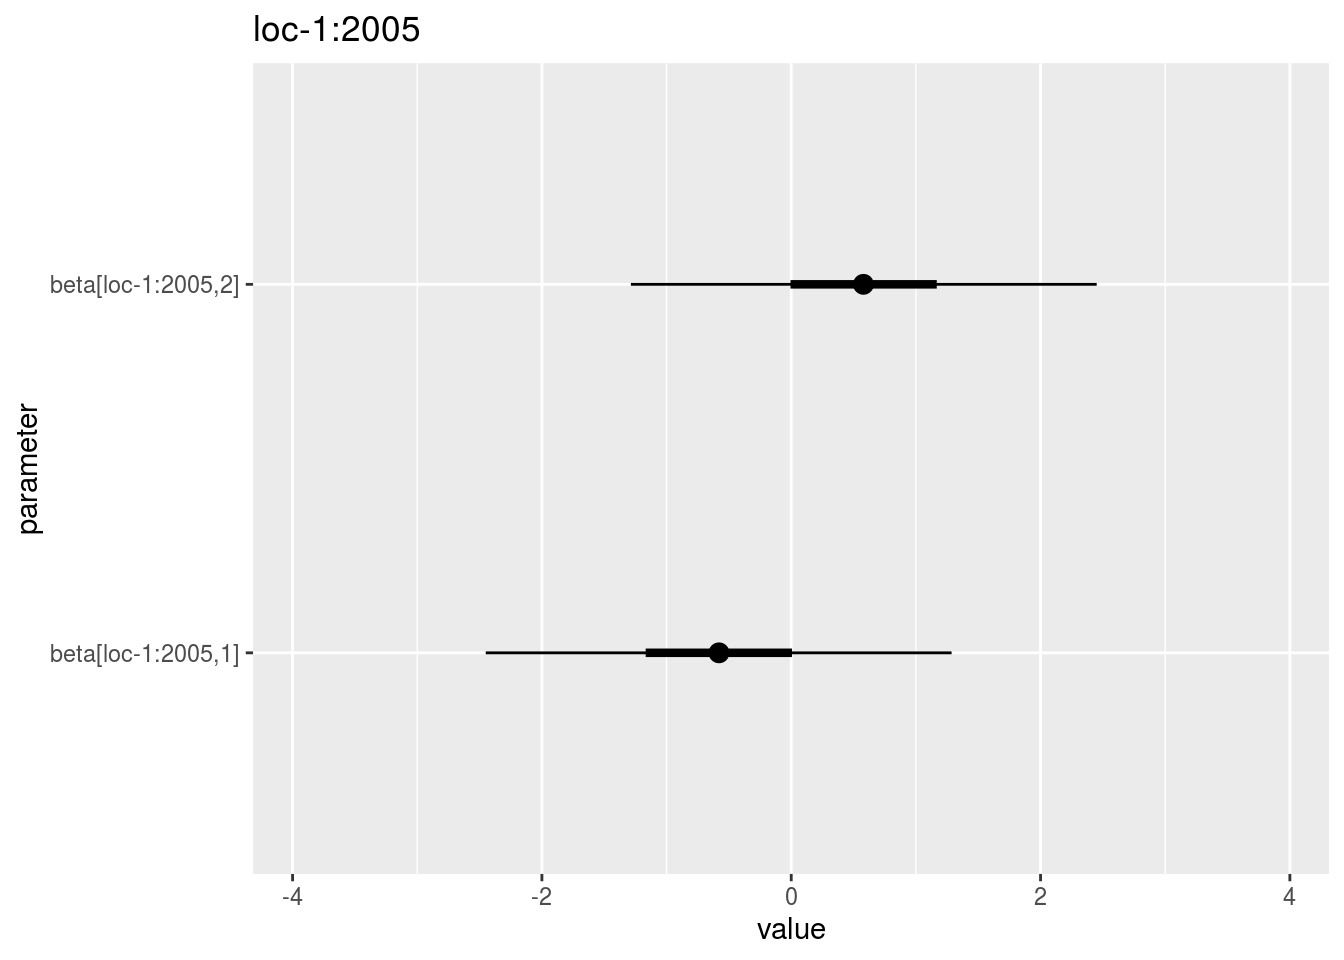 loc-1:2005
beta[loc-1:2005,2]
parameter
beta[loc-1:2005,1]
-4 -2 0 2 4
value